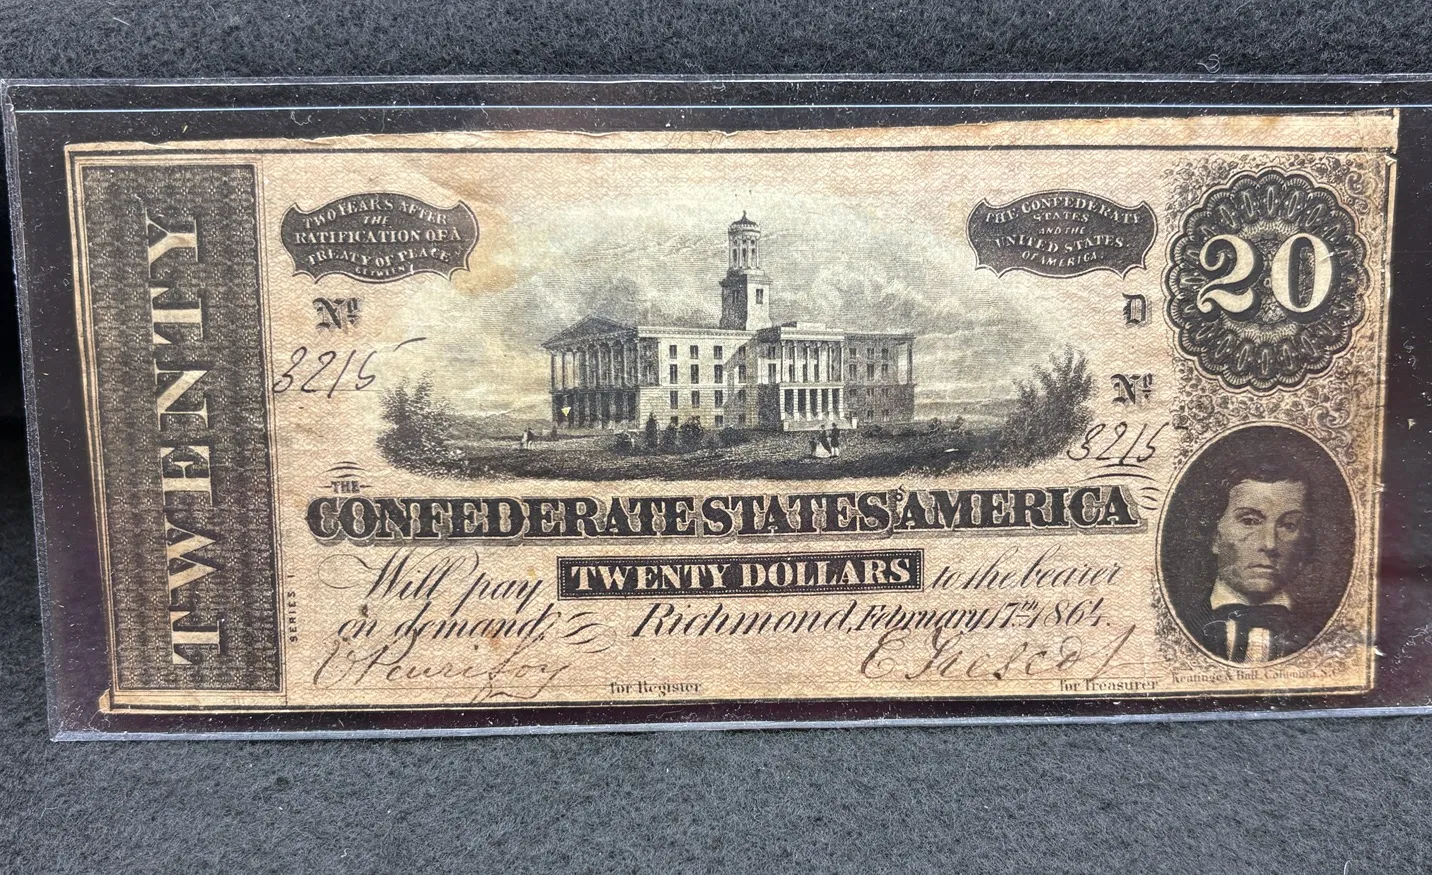 TWENTY
TWO YEARS AFTER
THE
RATIFICATION OF A
TREATY OF PLACE
BETWEEN
THE CONFEDERATE
STATES
AND THE
UNITED STATES
OF AMERICA.
20
Nº
D
3215
Nº
3215
THE
CONFEDERATE STATES OF AMERICA
Will pay TWENTY DOLLARS to the bearer
on demand, Richmond, February 17th 1864.
SERIES 1
for Register
for Treasurer
Keatinge & Ball, Columbia, S.C.